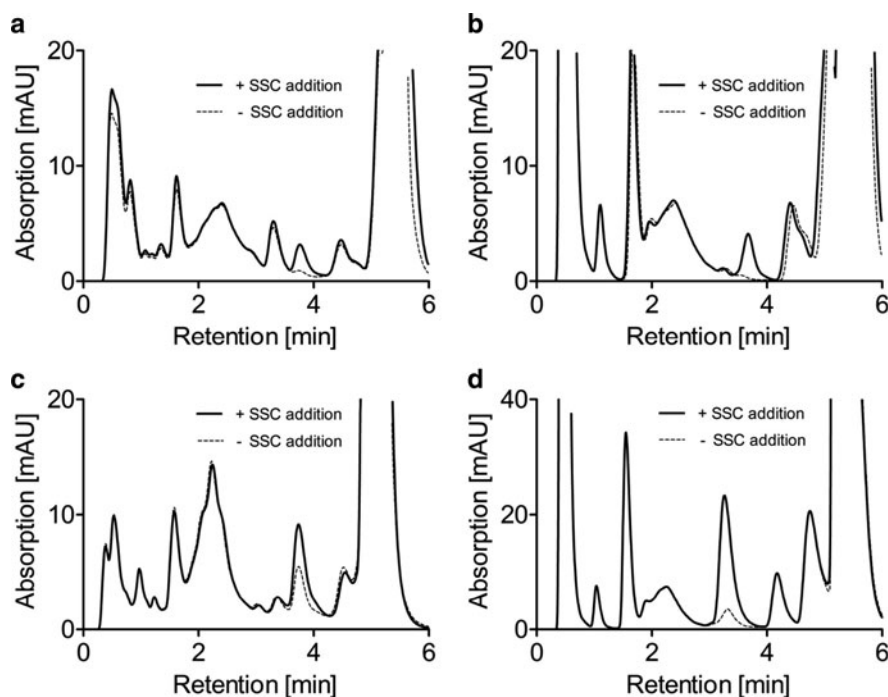 a
20
10
0
Absorption [mAU]
+ SSC addition
- SSC addition
0 2 4 6
Retention [min]
b
20
10
0
Absorption [mAU]
+ SSC addition
- SSC addition
0 2 4 6
Retention [min]
c
20
10
0
Absorption [mAU]
+ SSC addition
- SSC addition
0 2 4 6
Retention [min]
d
40
20
0
Absorption [mAU]
+ SSC addition
- SSC addition
0 2 4 6
Retention [min]